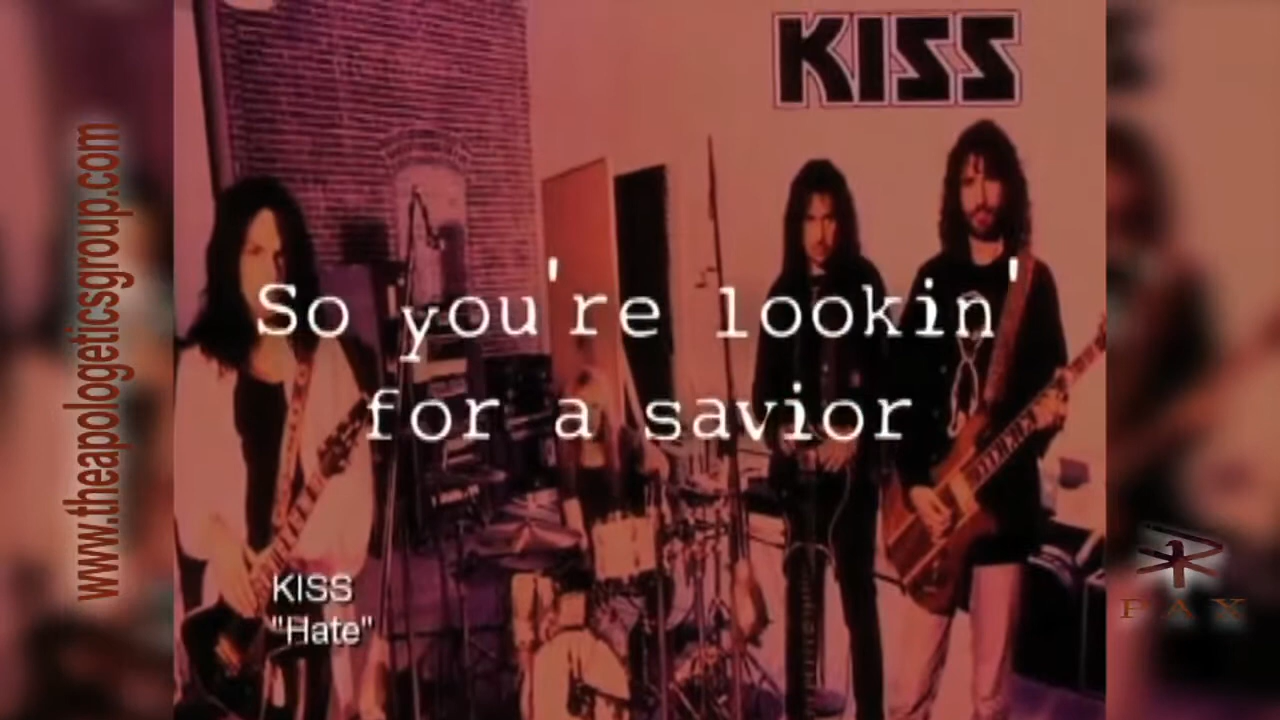 KISS
www.theapologeticsgroup.com
So you're lookin'
for a savior
KISS
"Hate"
PAX